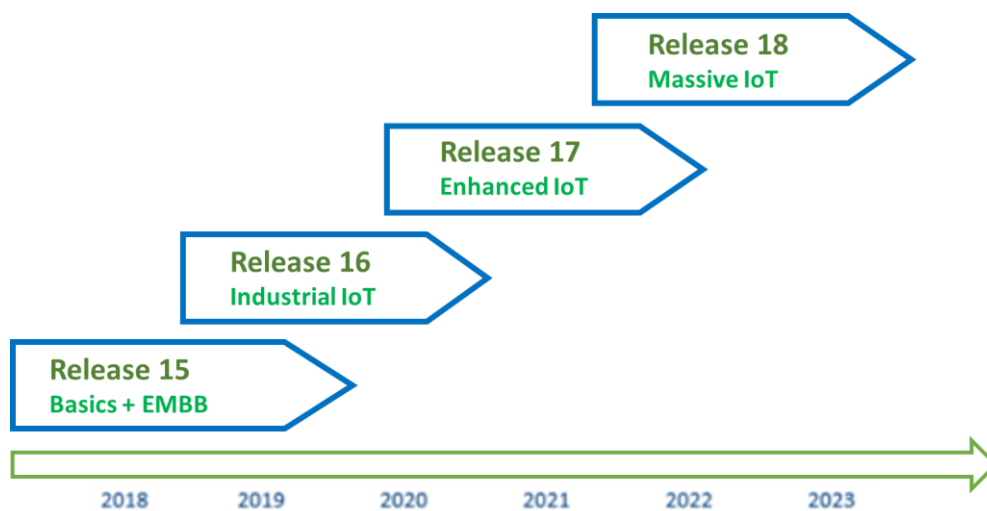 Release 18
Massive IoT
Release 17
Enhanced IoT
Release 16
Industrial IoT
Release 15
Basics + EMBB
2018 2019 2020 2021 2022 2023